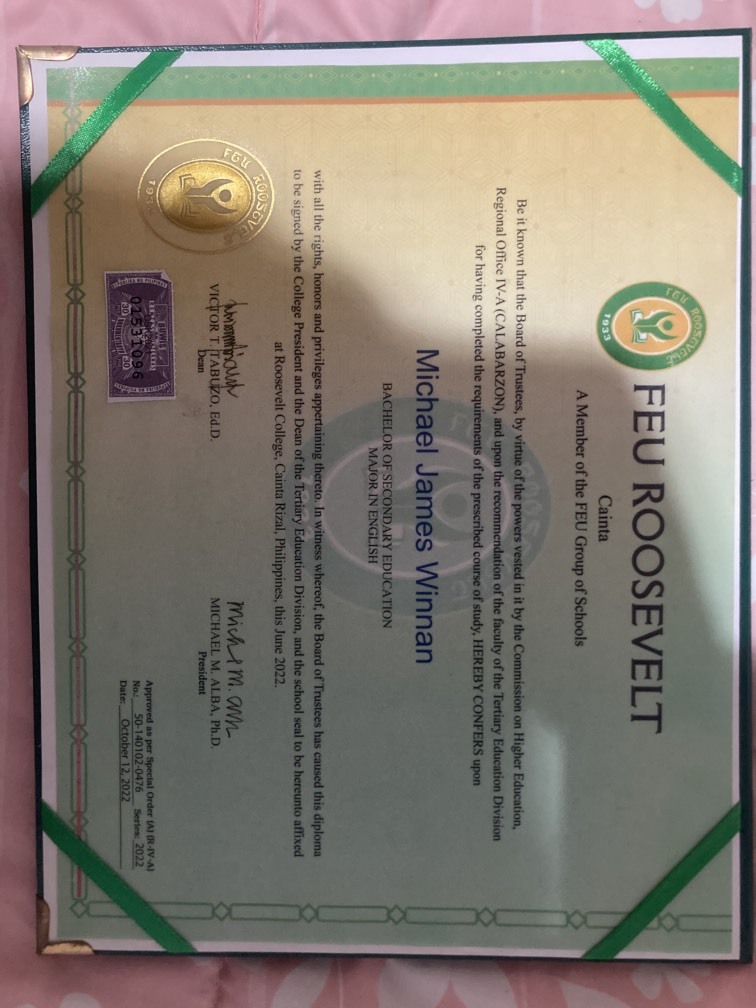 FEU ROOSEVELT
1933
FEU ROOSEVELT
A Member of the FEU Group of Schools
Cainta
Be it known that the Board of Trustees, by virtue of the powers vested in it by the Commission on Higher Education,
Regional Office IV-A (CALABARZON), and upon the recommendation of the faculty of the Tertiary Education Division
for having completed the requirements of the prescribed course of study, HEREBY CONFERS upon
Michael James Winnan
BACHELOR OF SECONDARY EDUCATION
MAJOR IN ENGLISH
with all the rights, honors and privileges appertaining thereto. In witness whereof, the Board of Trustees has caused this diploma
to be signed by the College President and the Dean of the Tertiary Education Division, and the school seal to be hereunto affixed
at Roosevelt College, Cainta Rizal, Philippines, this June 2022.
FEU ROOSEVEL
1933
VICTOR T. TABUZO, Ed.D.
Dean
MICHAEL M. ALBA, Ph.D.
President
01531096
Approved as per Special Order (A) (R-IV-A)
No.: 50-140102-0476 Series: 2022
Date: October 12, 2022